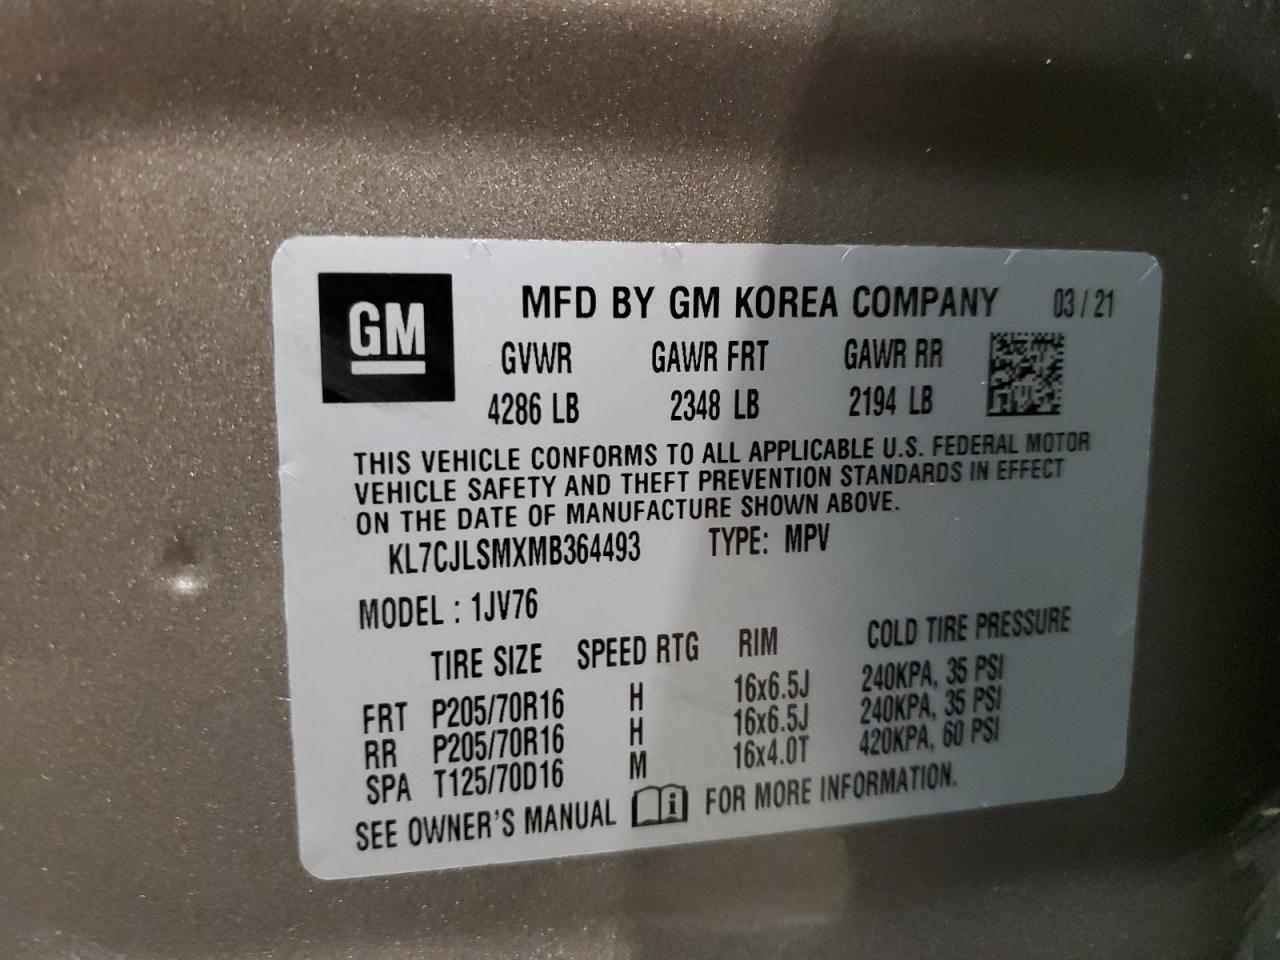 GM
MFD BY GM KOREA COMPANY 03 / 21
GVWR GAWR FRT GAWR RR
4286 LB 2348 LB 2194 LB
THIS VEHICLE CONFORMS TO ALL APPLICABLE U.S. FEDERAL MOTOR
VEHICLE SAFETY AND THEFT PREVENTION STANDARDS IN EFFECT
ON THE DATE OF MANUFACTURE SHOWN ABOVE.
KL7CJLSMXMB364493 TYPE: MPV
MODEL : 1JV76
TIRE SIZE SPEED RTG RIM COLD TIRE PRESSURE
FRT P205/70R16 H 16x6.5J 240KPA, 35 PSI
RR P205/70R16 H 16x6.5J 240KPA, 35 PSI
SPA T125/70D16 M 16x4.0T 420KPA, 60 PSI
SEE OWNER'S MANUAL i FOR MORE INFORMATION.